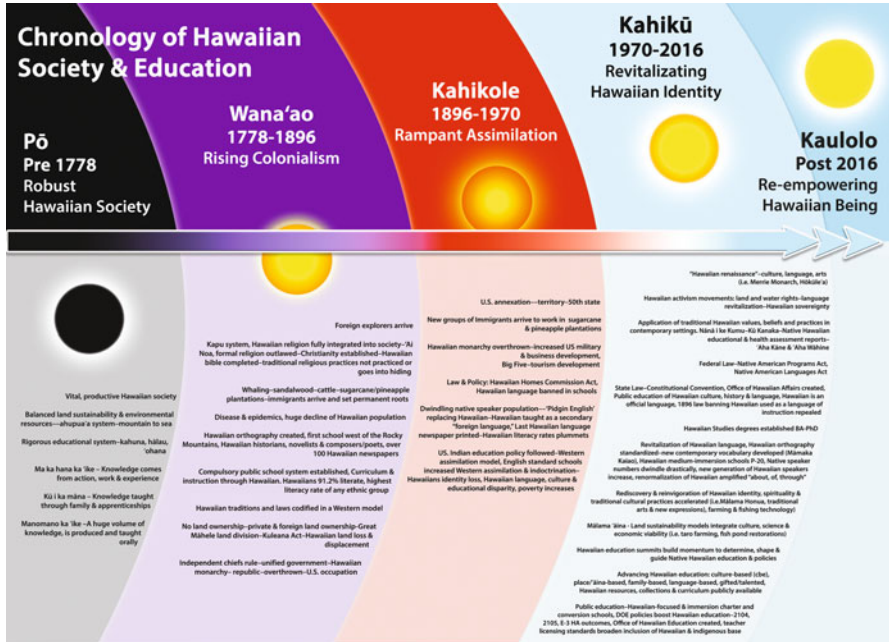 Chronology of Hawaiian
Society & Education
Pō
Pre 1778
Robust
Hawaiian Society
Wana‘ao
1778-1896
Rising Colonialism
Kahikole
1896-1970
Rampant Assimilation
Kahikū
1970-2016
Revitalizating
Hawaiian Identity
Kaulolo
Post 2016
Re-empowering
Hawaiian Being
Vital, productive Hawaiian society
Balanced land sustainability & environmental
resources—ahupua‘a system–mountain to sea
Rigorous educational system–kahuna, hālau,
‘ohana
Ma ka hana ka ‘ike – Knowledge comes
from action, work & experience
Kū i ka māna – Knowledge taught
through family & apprenticeships
Manomano ka ‘ike –A huge volume of
knowledge, is produced and taught
orally
Foreign explorers arrive
Kapu system, Hawaiian religion fully integrated into society–‘Ai
Noa, formal religion outlawed–Christianity established–Hawaiian
bible completed–traditional religious practices not practiced or
goes into hiding
Whaling–sandalwood–cattle–sugarcane/pineapple
plantations–immigrants arrive and set permanent roots
Disease & epidemics, huge decline of Hawaiian population
Hawaiian orthography created, first school west of the Rocky
Mountains, Hawaiian historians, novelists & composers/poets, over
100 Hawaiian newspapers
Compulsory public school system established, Curriculum &
instruction through Hawaiian, Hawaiians 91.2% literate, highest
literacy rate of any ethnic group
Hawaiian traditions and laws codified in a Western model
No land ownership–private & foreign land ownership-Great
Māhele land division–Kuleana Act–Hawaiian land loss &
displacement
Independent chiefs rule–unified government–Hawaiian
monarchy– republic–overthrown–U.S. occupation
U.S. annexation—territory–50th state
New groups of Immigrants arrive to work in sugarcane
& pineapple plantations
Hawaiian monarchy overthrown–increased US military
& business development,
Big Five–tourism development
Law & Policy: Hawaiian Homes Commission Act,
Hawaiian language banned in schools
Dwindling native speaker population—‘Pidgin English’
replacing Hawaiian–Hawaiian taught as a secondary
“foreign language,” Last Hawaiian language
newspaper printed–Hawaiian literacy rates plummets
US. Indian education policy followed–Western
assimilation model, English standard schools
increased Western assimilation & indoctrination–
Hawaiians identity loss, Hawaiian language, culture &
educational disparity, poverty increases
“Hawaiian renaissance”–culture, language, arts
(i.e. Merrie Monarch, Hōkūle‘a)
Hawaiian activism movements: land and water rights–language
revitalization–Hawaiian sovereignty
Application of traditional Hawaiian values, beliefs and practices in
contemporary settings. Nānā i ke Kumu–Kū Kanaka–Native Hawaiian
educational & health assessment reports–
‘Aha Kāne & ‘Aha Wāhine
Federal Law–Native American Programs Act,
Native American Languages Act
State Law–Constitutional Convention, Office of Hawaiian Affairs created,
Public education of Hawaiian culture, history & language, Hawaiian is an
official language, 1896 law banning Hawaiian used as a language of
instruction repealed
Hawaiian Studies degrees established BA-PhD
Revitalization of Hawaiian language, Hawaiian orthography
standardized–new contemporary vocabulary developed (Māmaka
Kaiao), Hawaiian medium-immersion schools P-20, Native speaker
numbers dwindle drastically, new generation of Hawaiian speakers
increase, renormalization of Hawaiian amplified “about, of, through”
Rediscovery & reinvigoration of Hawaiian identity, spirituality &
traditional cultural practices accelerated (i.e.Mālama Honua, traditional
arts & new expressions), farming & fishing technology)
Mālama ‘āina - Land sustainability models integrate culture, science &
economic viability (i.e. taro farming, fish pond restorations)
Hawaiian education summits build momentum to determine, shape &
guide Native Hawaiian education & policies
Advancing Hawaiian education: culture-based (cbe),
place/‘āina-based, family-based, language-based, gifted/talented,
Hawaiian resources, collections & curriculum publicly available
Public education–Hawaiian-focused & immersion charter and
conversion schools, DOE policies boost Hawaiian education–2104,
2105, E-3 HA outcomes, Office of Hawaiian Education created, teacher
licensing standards broaden inclusion of Hawaiian & indigenous base